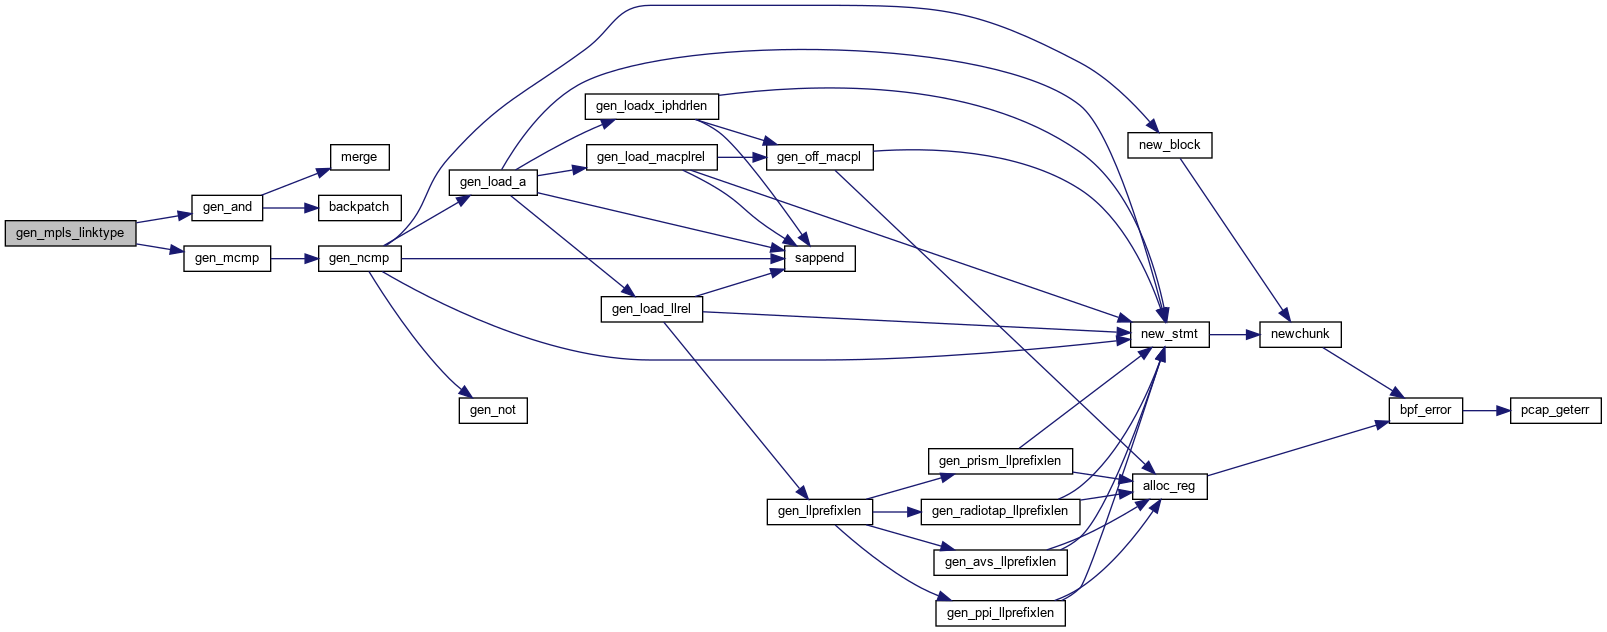 gen_mpls_linktype
gen_and
gen_mcmp
merge
backpatch
gen_ncmp
gen_load_a
gen_not
gen_loadx_iphdrlen
gen_load_macplrel
gen_load_llrel
gen_off_macpl
sappend
gen_llprefixlen
gen_prism_llprefixlen
gen_radiotap_llprefixlen
gen_avs_llprefixlen
gen_ppi_llprefixlen
new_block
new_stmt
alloc_reg
newchunk
bpf_error
pcap_geterr